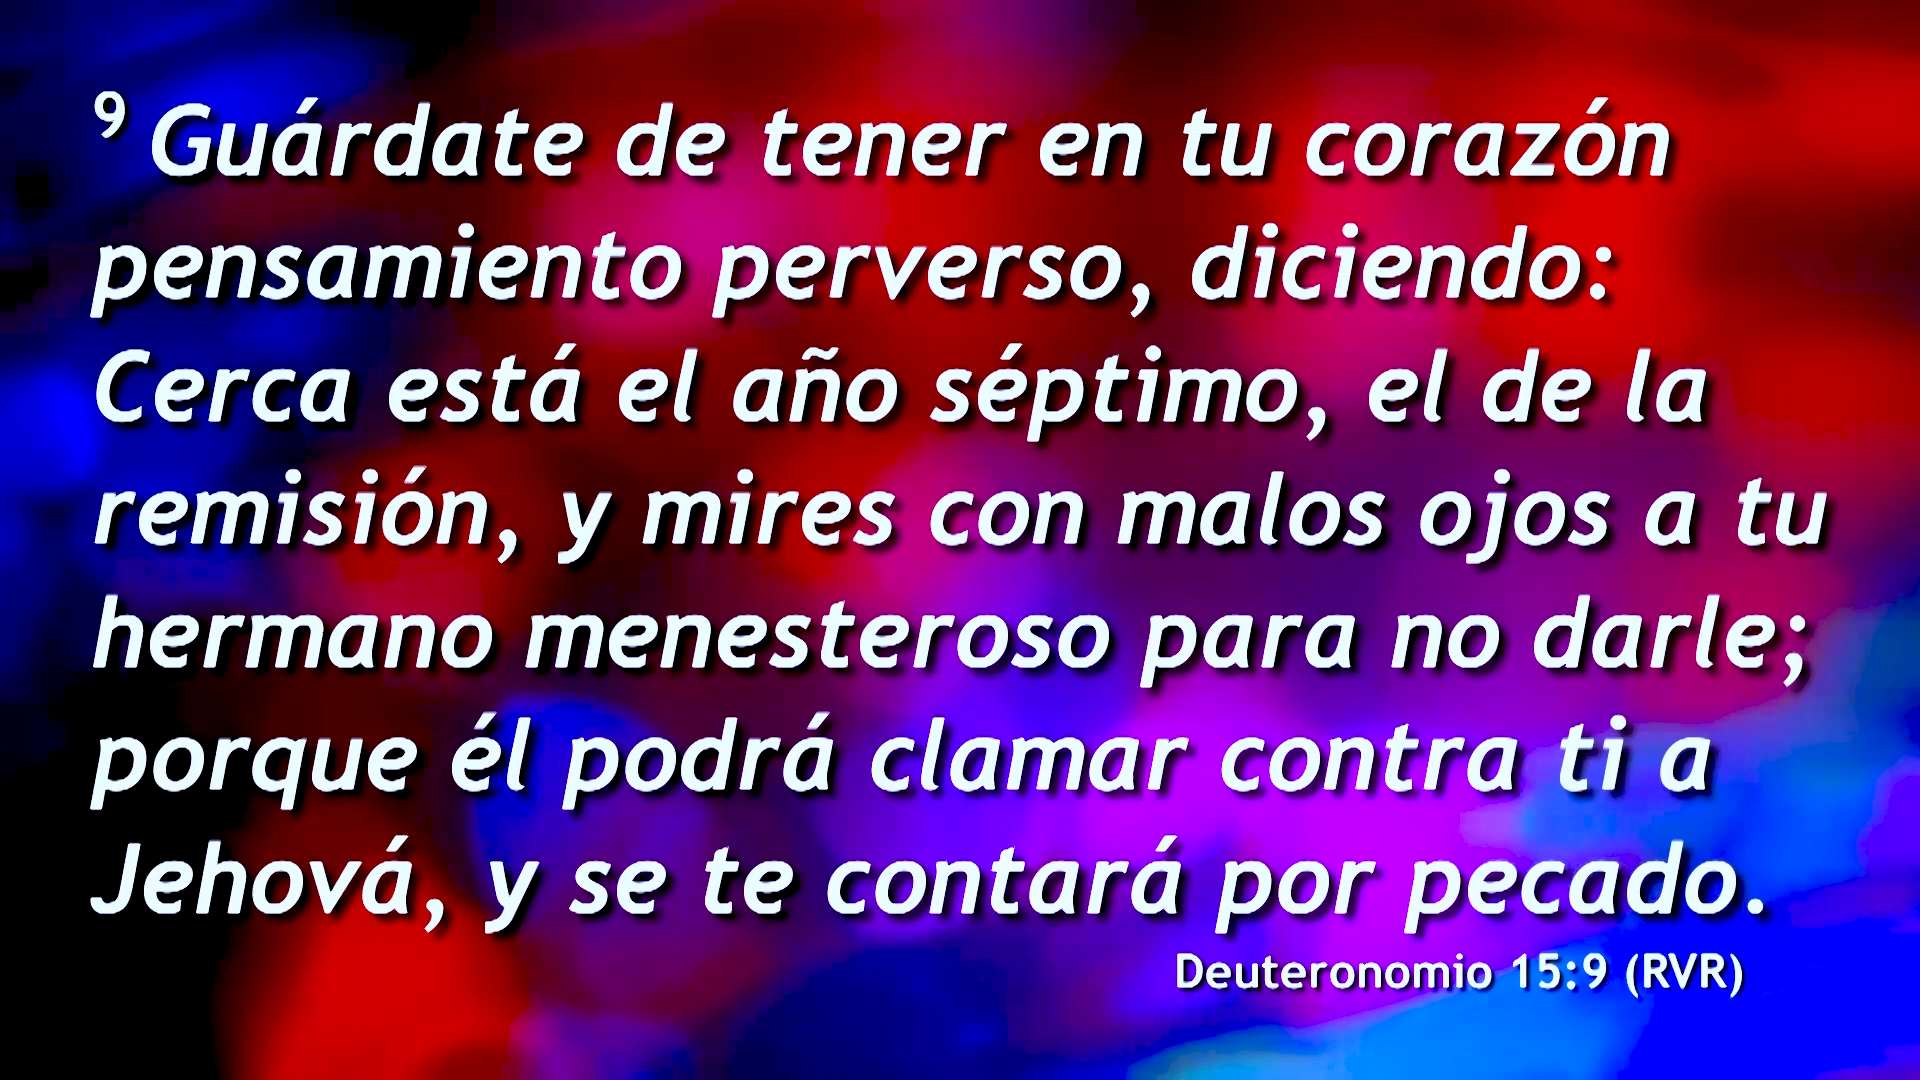 9 Guárdate de tener en tu corazón
pensamiento perverso, diciendo:
Cerca está el año séptimo, el de la
remisión, y mires con malos ojos a tu
hermano menesteroso para no darle;
porque él podrá clamar contra ti a
Jehová, y se te contará por pecado.
Deuteronomio 15:9 (RVR)